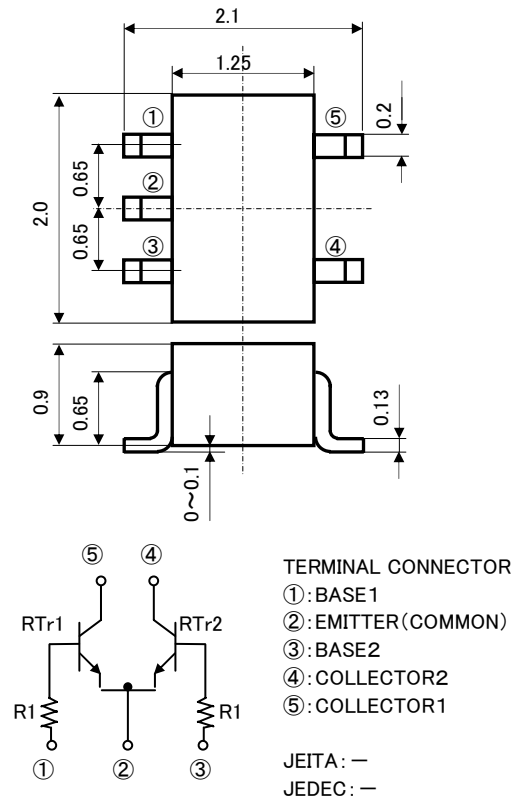 2.1
1.25
① ⑤
0.2
0.65
②
2.0
0.65
③ ④
0.9
0.65
0.13
0～0.1
⑤ ④
RTr1 RTr2
R1 R1
① ② ③
TERMINAL CONNECTOR
①:BASE1
②:EMITTER(COMMON)
③:BASE2
④:COLLECTOR2
⑤:COLLECTOR1
JEITA:－
JEDEC:－